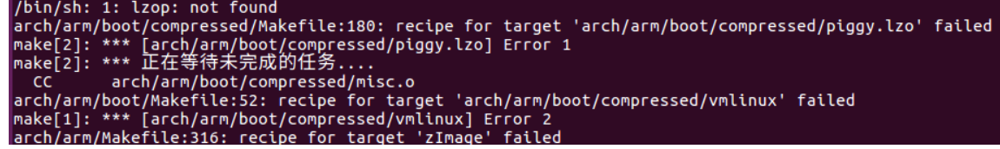 /bin/sh: 1: lzop: not found
arch/arm/boot/compressed/Makefile:180: recipe for target 'arch/arm/boot/compressed/piggy.lzo' failed
make[2]: *** [arch/arm/boot/compressed/piggy.lzo] Error 1
make[2]: *** 正在等待未完成的任务....
  CC      arch/arm/boot/compressed/misc.o
arch/arm/boot/Makefile:52: recipe for target 'arch/arm/boot/compressed/vmlinux' failed
make[1]: *** [arch/arm/boot/compressed/vmlinux] Error 2
arch/arm/Makefile:316: recipe for target 'zImage' failed